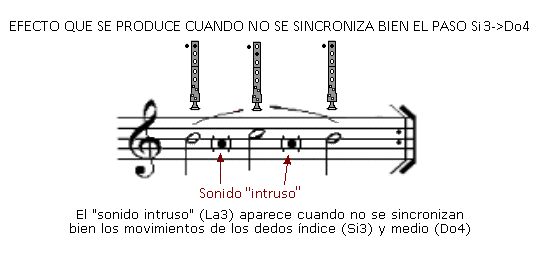 EFECTO QUE SE PRODUCE CUANDO NO SE SINCRONIZA BIEN EL PASO Si3->Do4
Sonido "intruso"
El "sonido intruso" (La3) aparece cuando no se sincronizan
bien los movimientos de los dedos índice (Si3) y medio (Do4)